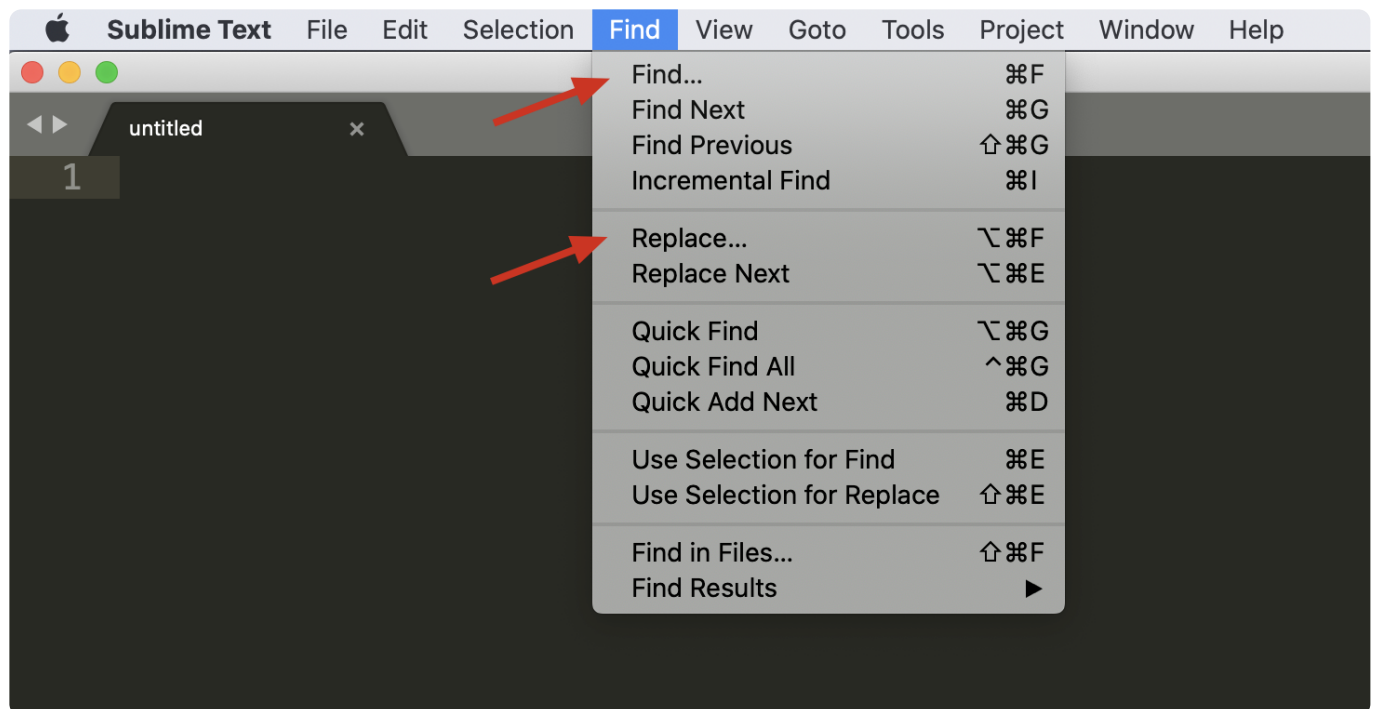 Sublime Text File Edit Selection Find View Goto Tools Project Window Help
untitled ×
1
Find... ⌘F
Find Next ⌘G
Find Previous ⇧⌘G
Incremental Find ⌘I
Replace... ⌥⌘F
Replace Next ⌥⌘E
Quick Find ⌥⌘G
Quick Find All ^⌘G
Quick Add Next ⌘D
Use Selection for Find ⌘E
Use Selection for Replace ⇧⌘E
Find in Files... ⇧⌘F
Find Results ▶